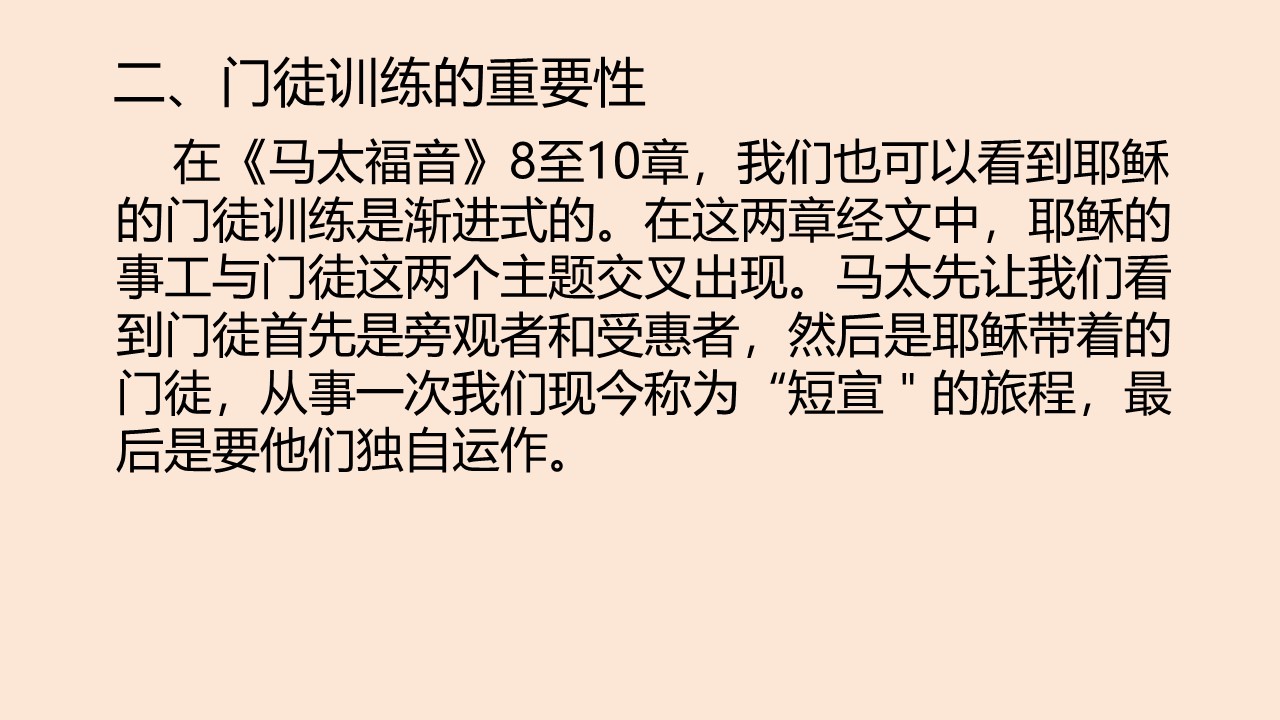 二、门徒训练的重要性
在《马太福音》8至10章，我们也可以看到耶稣
的门徒训练是渐进式的。在这两章经文中，耶稣的
事工与门徒这两个主题交叉出现。马太先让我们看
到门徒首先是旁观者和受惠者，然后是耶稣带着的
门徒，从事一次我们现今称为“短宣＂的旅程，最
后是要他们独自运作。